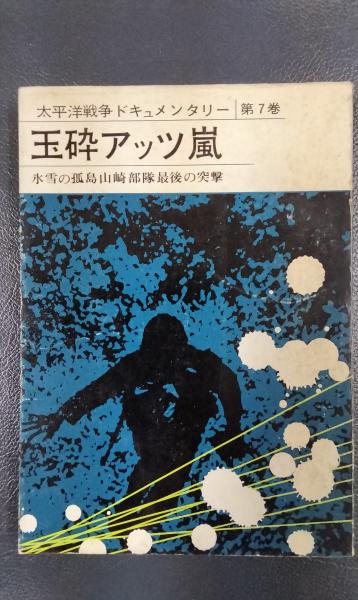 太平洋戦争ドキュメンタリー 第7巻
玉砕アッツ嵐
氷雪の孤島山崎部隊最後の突撃